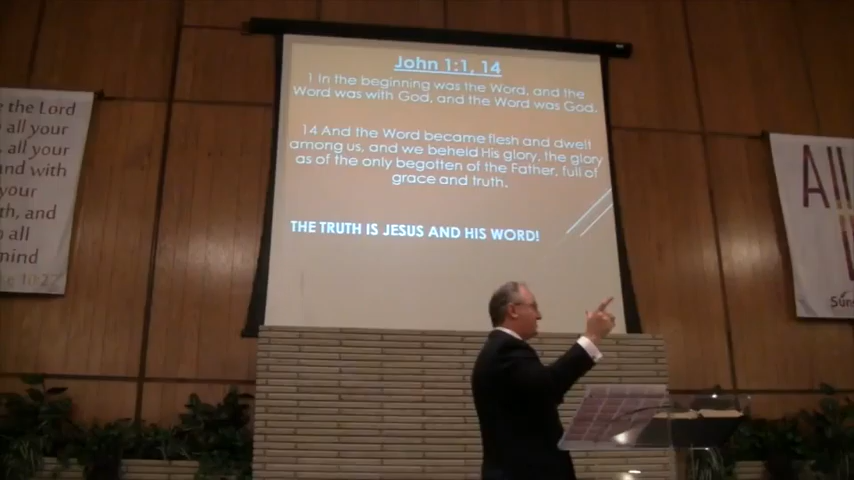 John 1:1, 14
1 In the beginning was the Word, and the
Word was with God, and the Word was God.
14 And the Word became flesh and dwelt
among us, and we beheld His glory, the glory
as of the only begotten of the Father, full of
grace and truth.
THE TRUTH IS JESUS AND HIS WORD!
e the Lord
all your
all your
and with
your
th, and
all
mind
e 10:27
All